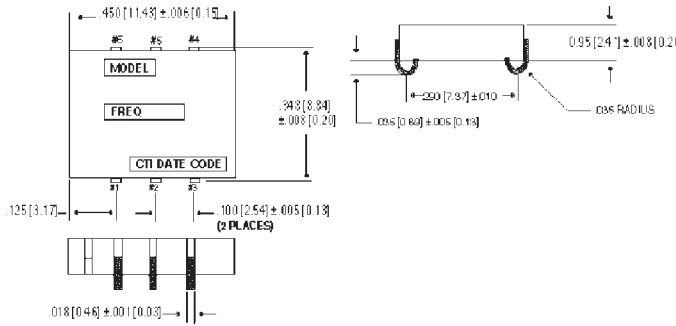 .450 [11.43] ±.006 [0.15]
#6 #5 #4
MODEL
FREQ
CTI DATE CODE
#1 #2 #3
.348 [8.84]
±.008 [0.20]
.125 [3.17]
.100 [2.54] ±.005 [0.13]
(2 PLACES)
.018 [0.46] ±.001 [0.03]
0.95 [2.41] ±.008 [0.20
.290 [7.37] ±.010
.035 RADIUS
.035 [0.89] ±.005 [0.13]